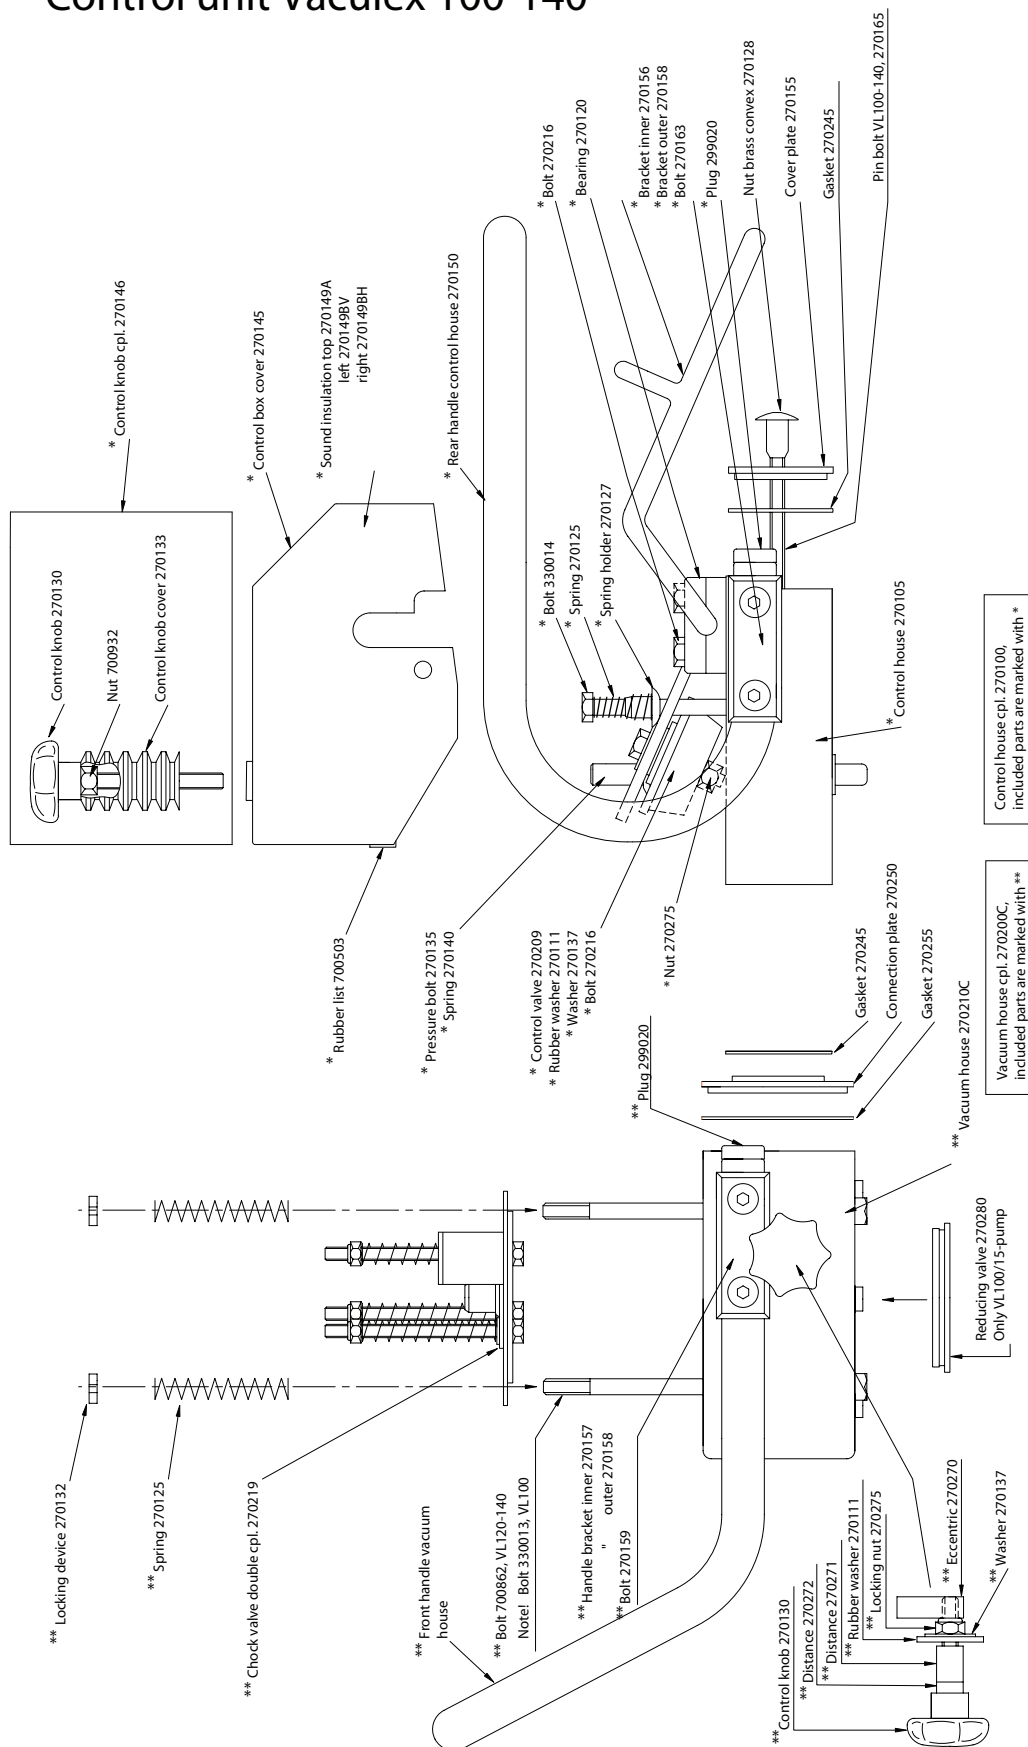 Control unit Vaculex 100-140
* Control knob cpl. 270146
Control knob 270130
Nut 700932
Control knob cover 270133
* Control box cover 270145
* Sound insulation top 270149A
left 270149BV
right 270149BH
* Rubber list 700503
* Rear handle control house 270150
* Pressure bolt 270135
* Spring 270140
* Bolt 330014
* Spring 270125
* Spring holder 270127
* Bolt 270216
* Bearing 270120
* Bracket inner 270156
* Bracket outer 270158
* Bolt 270163
* Plug 299020
Nut brass convex 270128
Cover plate 270155
Gasket 270245
Pin bolt VL100-140, 270165
* Control valve 270209
* Rubber washer 270111
* Washer 270137
* Bolt 270216
* Nut 270275
* Control house 270105
Control house cpl. 270100,
included parts are marked with *
** Locking device 270132
** Spring 270125
** Chock valve double cpl. 270219
** Front handle vacuum
house
** Bolt 700862, VL120-140
Note! Bolt 330013, VL100
** Handle bracket inner 270157
" outer 270158
** Bolt 270159
** Plug 299020
Gasket 270245
Connection plate 270250
Gasket 270255
** Vacuum house 270210C
Reducing valve 270280
Only VL100/15-pump
** Control knob 270130
** Distance 270272
** Distance 270271
** Rubber washer 270111
** Locking nut 270275
** Eccentric 270270
** Washer 270137
Vacuum house cpl. 270200C,
included parts are marked with **